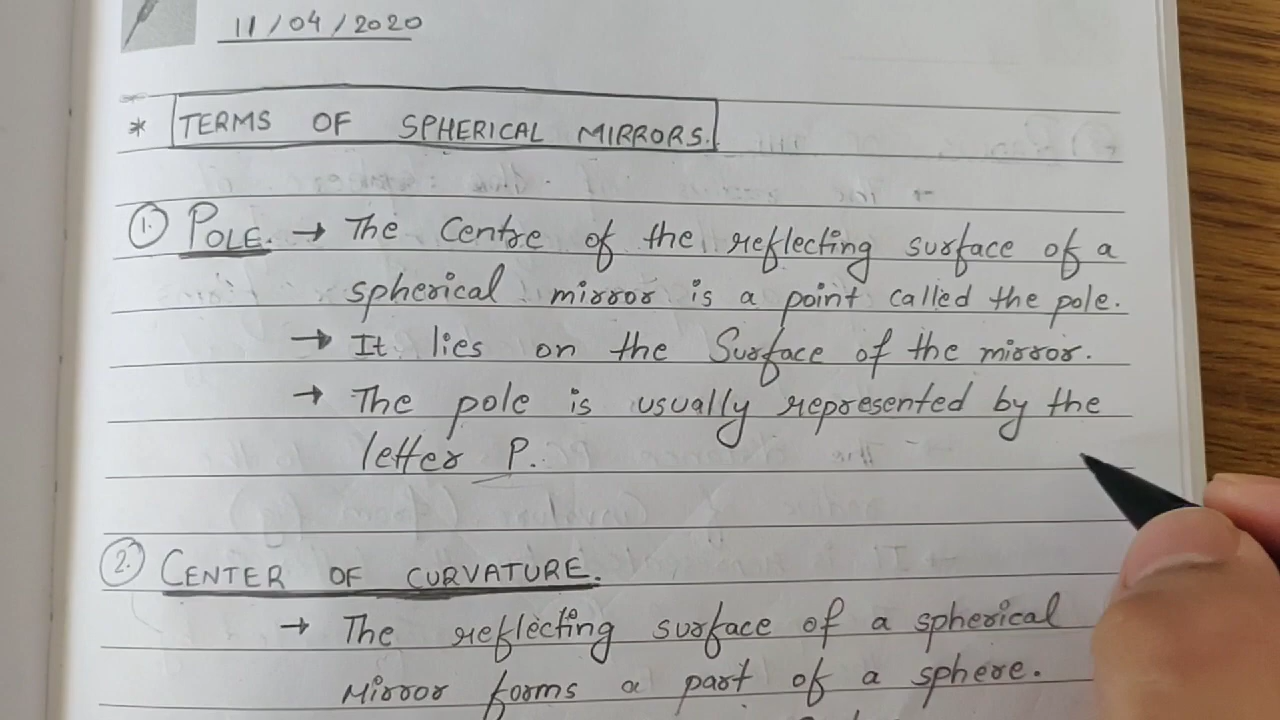 11/04/2020
* TERMS OF SPHERICAL MIRRORS.
1. POLE. → The Centre of the reflecting surface of a
spherical mirror is a point called the pole.
→ It lies on the Surface of the mirror.
→ The pole is usually represented by the
letter P.
2. CENTER OF CURVATURE.
→ The reflecting surface of a spherical
Mirror forms a part of a sphere.